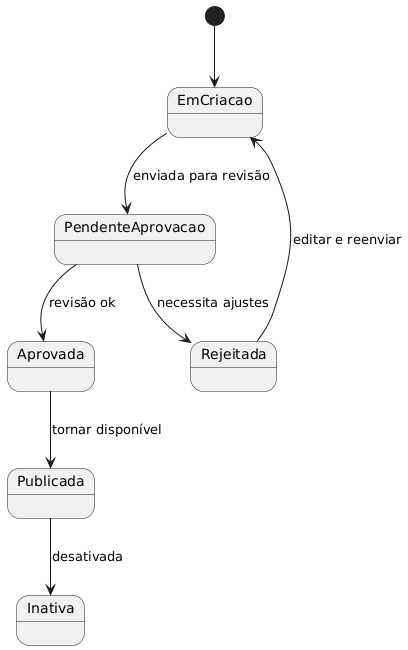 EmCriacao
enviada para revisão
PendenteAprovacao
editar e reenviar
revisão ok
necessita ajustes
Aprovada
Rejeitada
tornar disponível
Publicada
desativada
Inativa